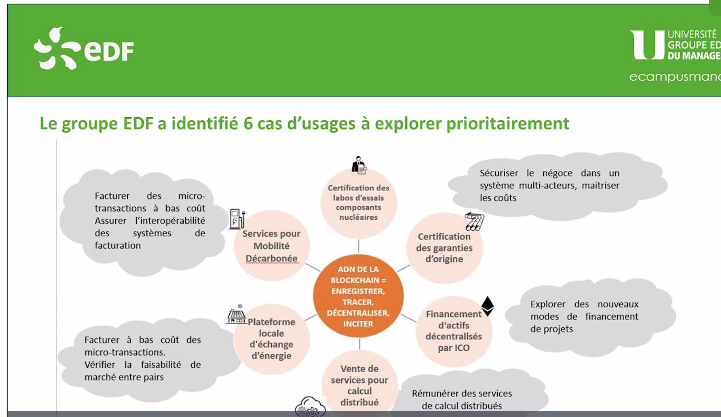 eDF
UNIVERSITÉ
GROUPE ED
DU MANAGE
ecampusmana
Le groupe EDF a identifié 6 cas d'usages à explorer prioritairement
Certification des
labos d'essais
composants
nucléaires
Sécuriser le négoce dans un
système multi-acteurs, maitriser
les coûts
Facturer des micro-
transactions à bas coût
Assurer l'interopérabilité
des systèmes de
facturation
Services pour
Mobilité
Décarbonée
Certification
des garanties
d'origine
ADN DE LA
BLOCKCHAIN =
ENREGISTRER,
TRACER,
DÉCENTRALISER,
INCITER
Plateforme
locale
d'échange
d'énergie
Financement
d'actifs
décentralisés
par ICO
Explorer des nouveaux
modes de financement
de projets
Facturer à bas coût des
micro-transactions.
Vérifier la faisabilité de
marché entre pairs
Vente de
services pour
calcul
distribué
Rémunérer des services
de calcul distribués